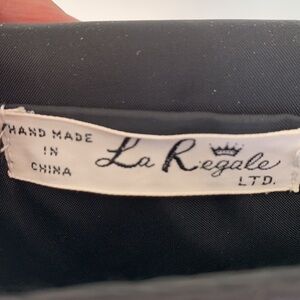 HAND MADE
IN
CHINA
La Regale
LTD.